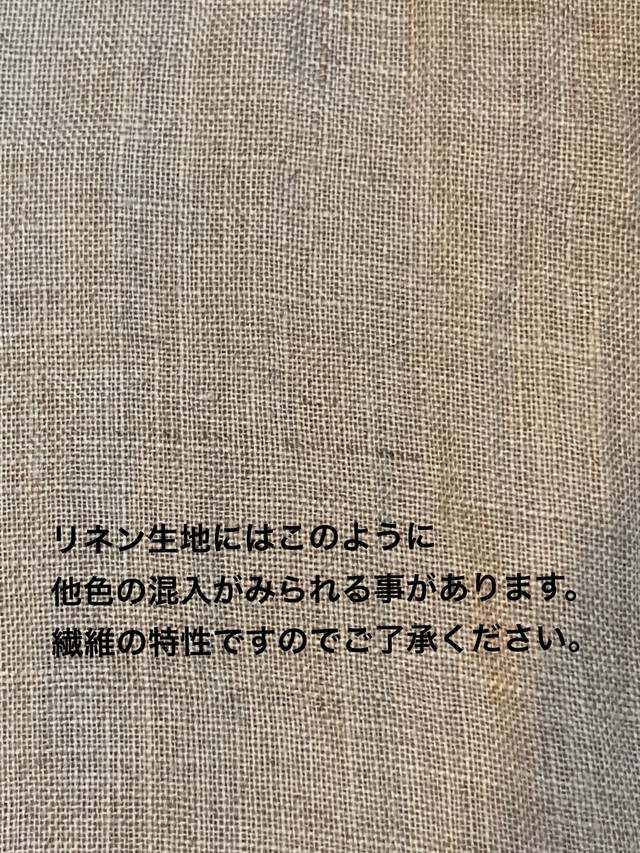 リネン生地にはこのように
他色の混入がみられる事があります。
繊維の特性ですのでご了承ください。